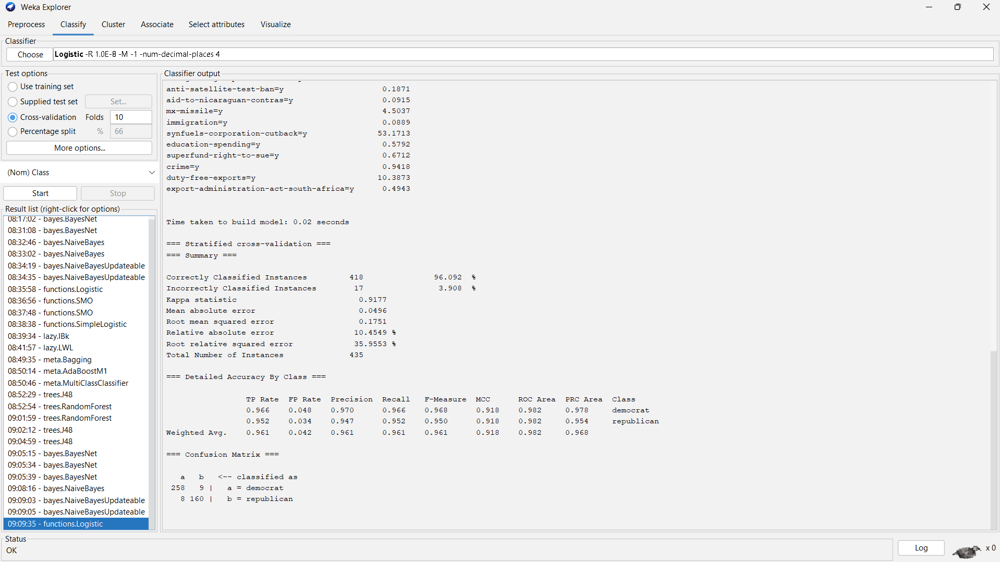 Weka Explorer
Preprocess Classify Cluster Associate Select attributes Visualize
Classifier
Choose Logistic -R 1.0E-8 -M -1 -num-decimal-places 4
Test options
Use training set
Supplied test set Set...
Cross-validation Folds 10
Percentage split % 66
More options...
(Nom) Class
Start Stop
Result list (right-click for options)
08:17:02 - bayes.BayesNet
08:31:08 - bayes.BayesNet
08:32:46 - bayes.NaiveBayes
08:33:02 - bayes.NaiveBayes
08:34:19 - bayes.NaiveBayesUpdateable
08:34:35 - bayes.NaiveBayesUpdateable
08:35:58 - functions.Logistic
08:36:56 - functions.SMO
08:37:48 - functions.SMO
08:38:38 - functions.SimpleLogistic
08:39:34 - lazy.IBk
08:41:57 - lazy.LWL
08:49:35 - meta.Bagging
08:50:14 - meta.AdaBoostM1
08:50:46 - meta.MultiClassClassifier
08:52:29 - trees.J48
08:52:54 - trees.RandomForest
09:01:59 - trees.RandomForest
09:02:12 - trees.J48
09:04:59 - trees.J48
09:05:15 - bayes.BayesNet
09:05:34 - bayes.BayesNet
09:05:39 - bayes.BayesNet
09:08:16 - bayes.NaiveBayes
09:09:03 - bayes.NaiveBayesUpdateable
09:09:05 - bayes.NaiveBayesUpdateable
09:09:35 - functions.Logistic
Classifier output
anti-satellite-test-ban=y 0.1871
aid-to-nicaraguan-contras=y 0.0915
mx-missile=y 4.5037
immigration=y 0.0889
synfuels-corporation-cutback=y 53.1713
education-spending=y 0.5792
superfund-right-to-sue=y 0.6712
crime=y 0.9418
duty-free-exports=y 10.3873
export-administration-act-south-africa=y 0.4943
Time taken to build model: 0.02 seconds
=== Stratified cross-validation ===
=== Summary ===
Correctly Classified Instances 418 96.092 %
Incorrectly Classified Instances 17 3.908 %
Kappa statistic 0.9177
Mean absolute error 0.0496
Root mean squared error 0.1751
Relative absolute error 10.4549 %
Root relative squared error 35.9553 %
Total Number of Instances 435
=== Detailed Accuracy By Class ===
TP Rate FP Rate Precision Recall F-Measure MCC ROC Area PRC Area Class
0.966 0.048 0.970 0.966 0.968 0.918 0.982 0.978 democrat
0.952 0.034 0.947 0.952 0.950 0.918 0.982 0.954 republican
Weighted Avg. 0.961 0.042 0.961 0.961 0.961 0.918 0.982 0.968
=== Confusion Matrix ===
a b <-- classified as
258 9 | a = democrat
8 160 | b = republican
Status
OK
Log x 0